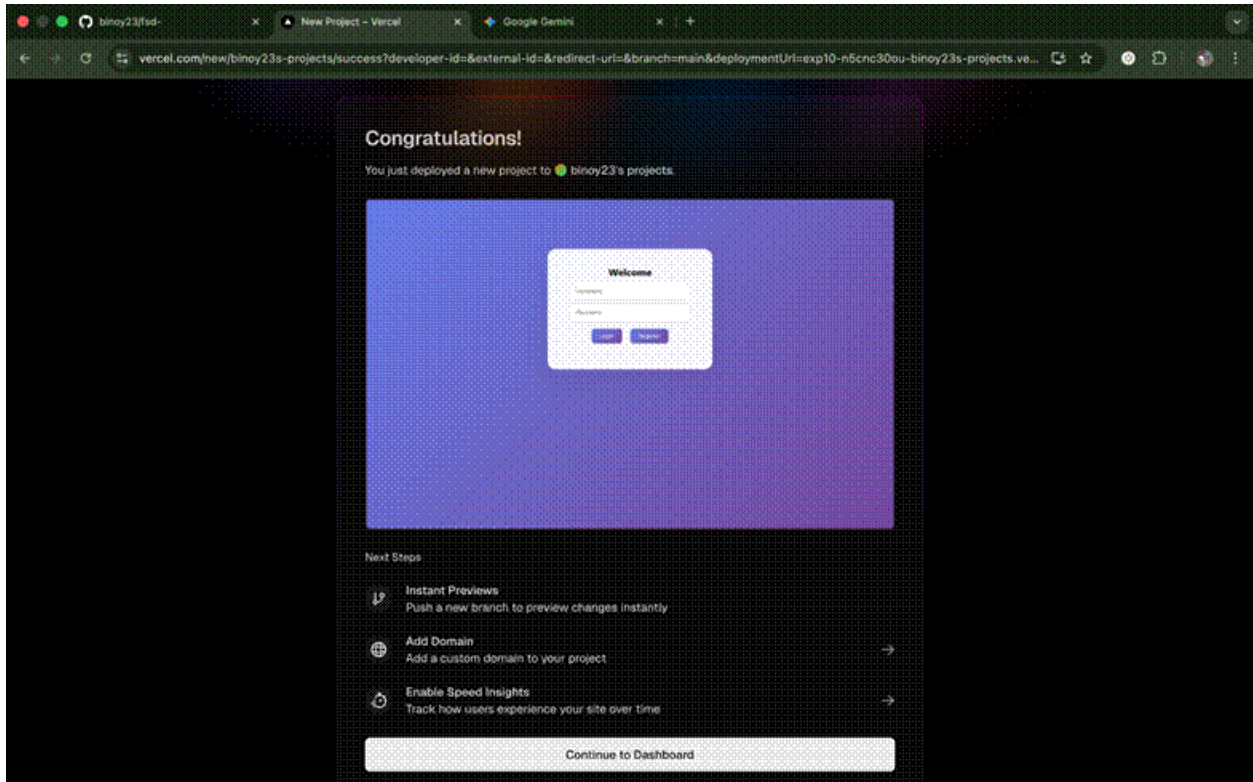 binoy23/fsd-
New Project – Vercel
Google Gemini
vercel.com/new/binoy23s-projects/success?developer-id=&external-id=&redirect-url=&branch=main&deploymentUrl=exp10-n5cnc30ou-binoy23s-projects.ve...
Congratulations!
You just deployed a new project to binoy23's projects.
Welcome
Username
Password
Login Register
Next Steps
Instant Previews
Push a new branch to preview changes instantly
Add Domain
Add a custom domain to your project
Enable Speed Insights
Track how users experience your site over time
Continue to Dashboard